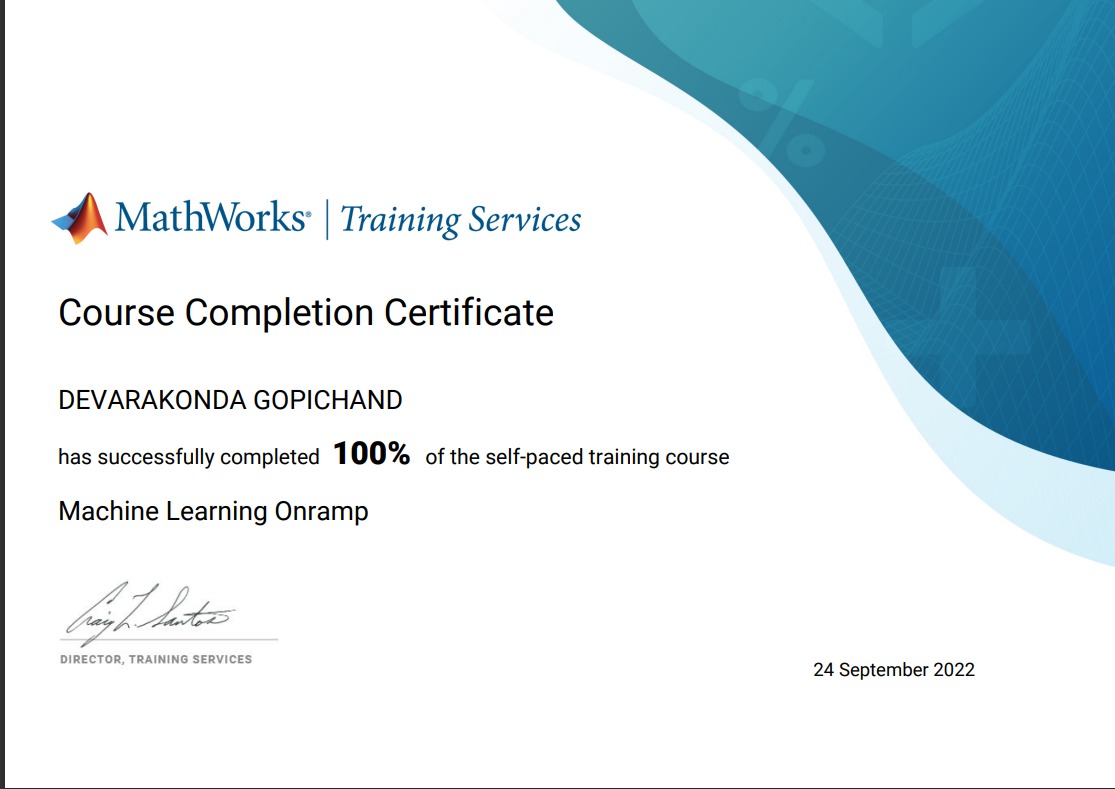 MathWorks® | Training Services
Course Completion Certificate
DEVARAKONDA GOPICHAND
has successfully completed 100% of the self-paced training course
Machine Learning Onramp
Craig L. Santos
DIRECTOR, TRAINING SERVICES
24 September 2022